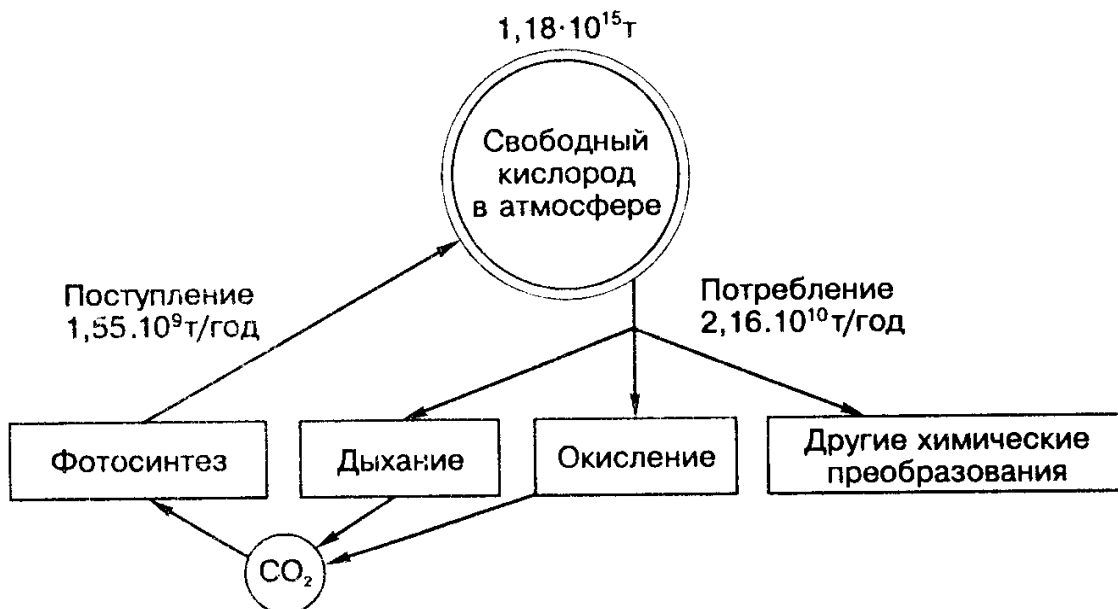 1,18·10¹⁵т
Свободный
кислород
в атмосфере
Поступление
1,55.10⁹т/год
Потребление
2,16.10¹⁰т/год
Фотосинтез
Дыхание
Окисление
Другие химические
преобразования
CO₂